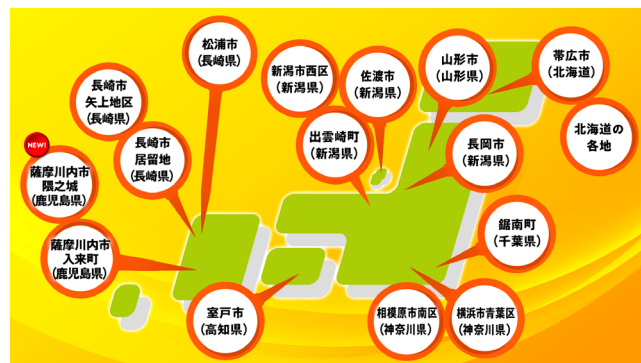 松浦市
(長崎県)
長崎市
矢上地区
(長崎県)
長崎市
居留地
(長崎県)
NEW!
薩摩川内市
隈之城
(鹿児島県)
薩摩川内市
入来町
(鹿児島県)
新潟市西区
(新潟県)
佐渡市
(新潟県)
出雲崎町
(新潟県)
山形市
(山形県)
帯広市
(北海道)
北海道の
各地
長岡市
(新潟県)
鋸南町
(千葉県)
室戸市
(高知県)
相模原市南区
(神奈川県)
横浜市青葉区
(神奈川県)